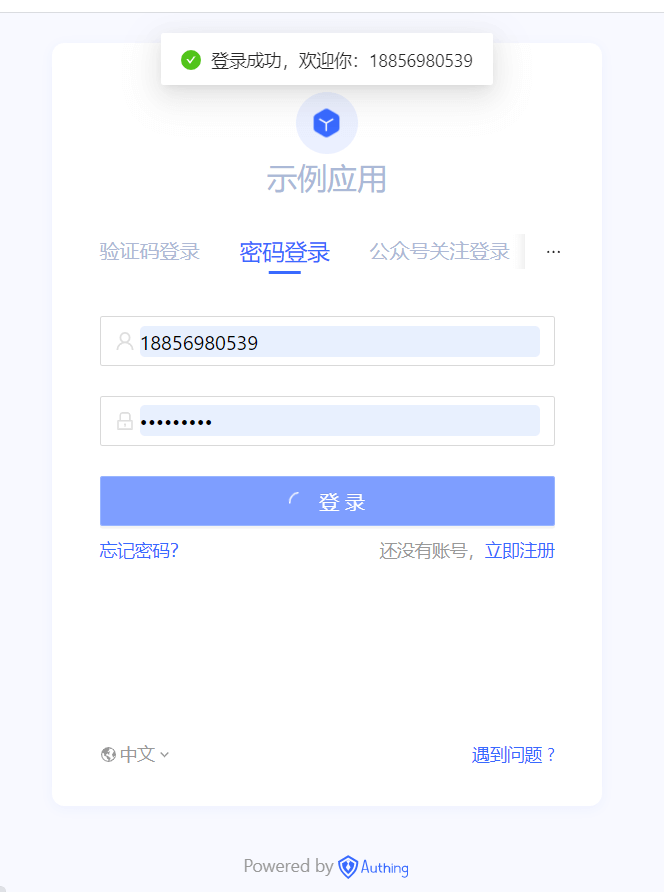 登录成功，欢迎你：18856980539
示例应用
验证码登录 密码登录 公众号关注登录 ···
18856980539
•••••••••
登 录
忘记密码? 还没有账号，立即注册
中文 遇到问题 ?
Powered by Authing